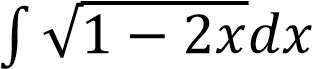 ∫ √(1 − 2x) dx